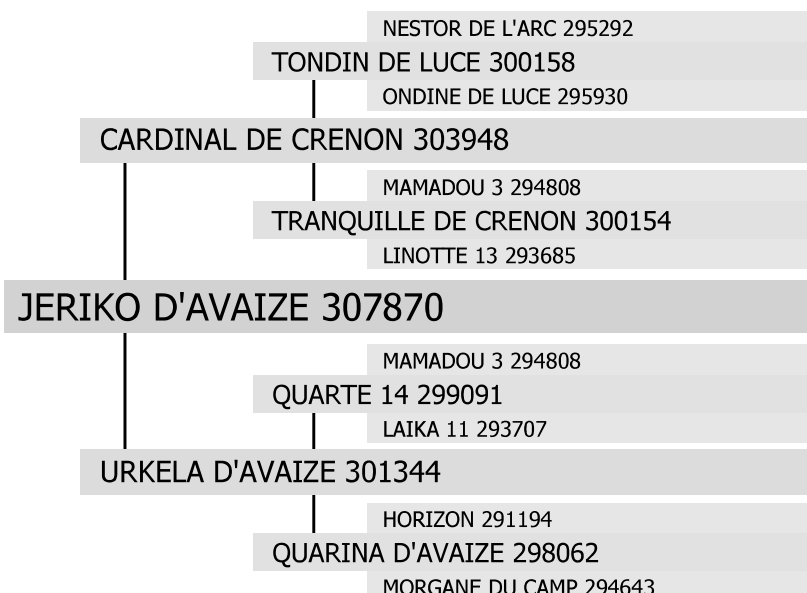 NESTOR DE L'ARC 295292
TONDIN DE LUCE 300158
ONDINE DE LUCE 295930
CARDINAL DE CRENON 303948
MAMADOU 3 294808
TRANQUILLE DE CRENON 300154
LINOTTE 13 293685
JERIKO D'AVAIZE 307870
MAMADOU 3 294808
QUARTE 14 299091
LAIKA 11 293707
URKELA D'AVAIZE 301344
HORIZON 291194
QUARINA D'AVAIZE 298062
MORGANE DU CAMP 294643